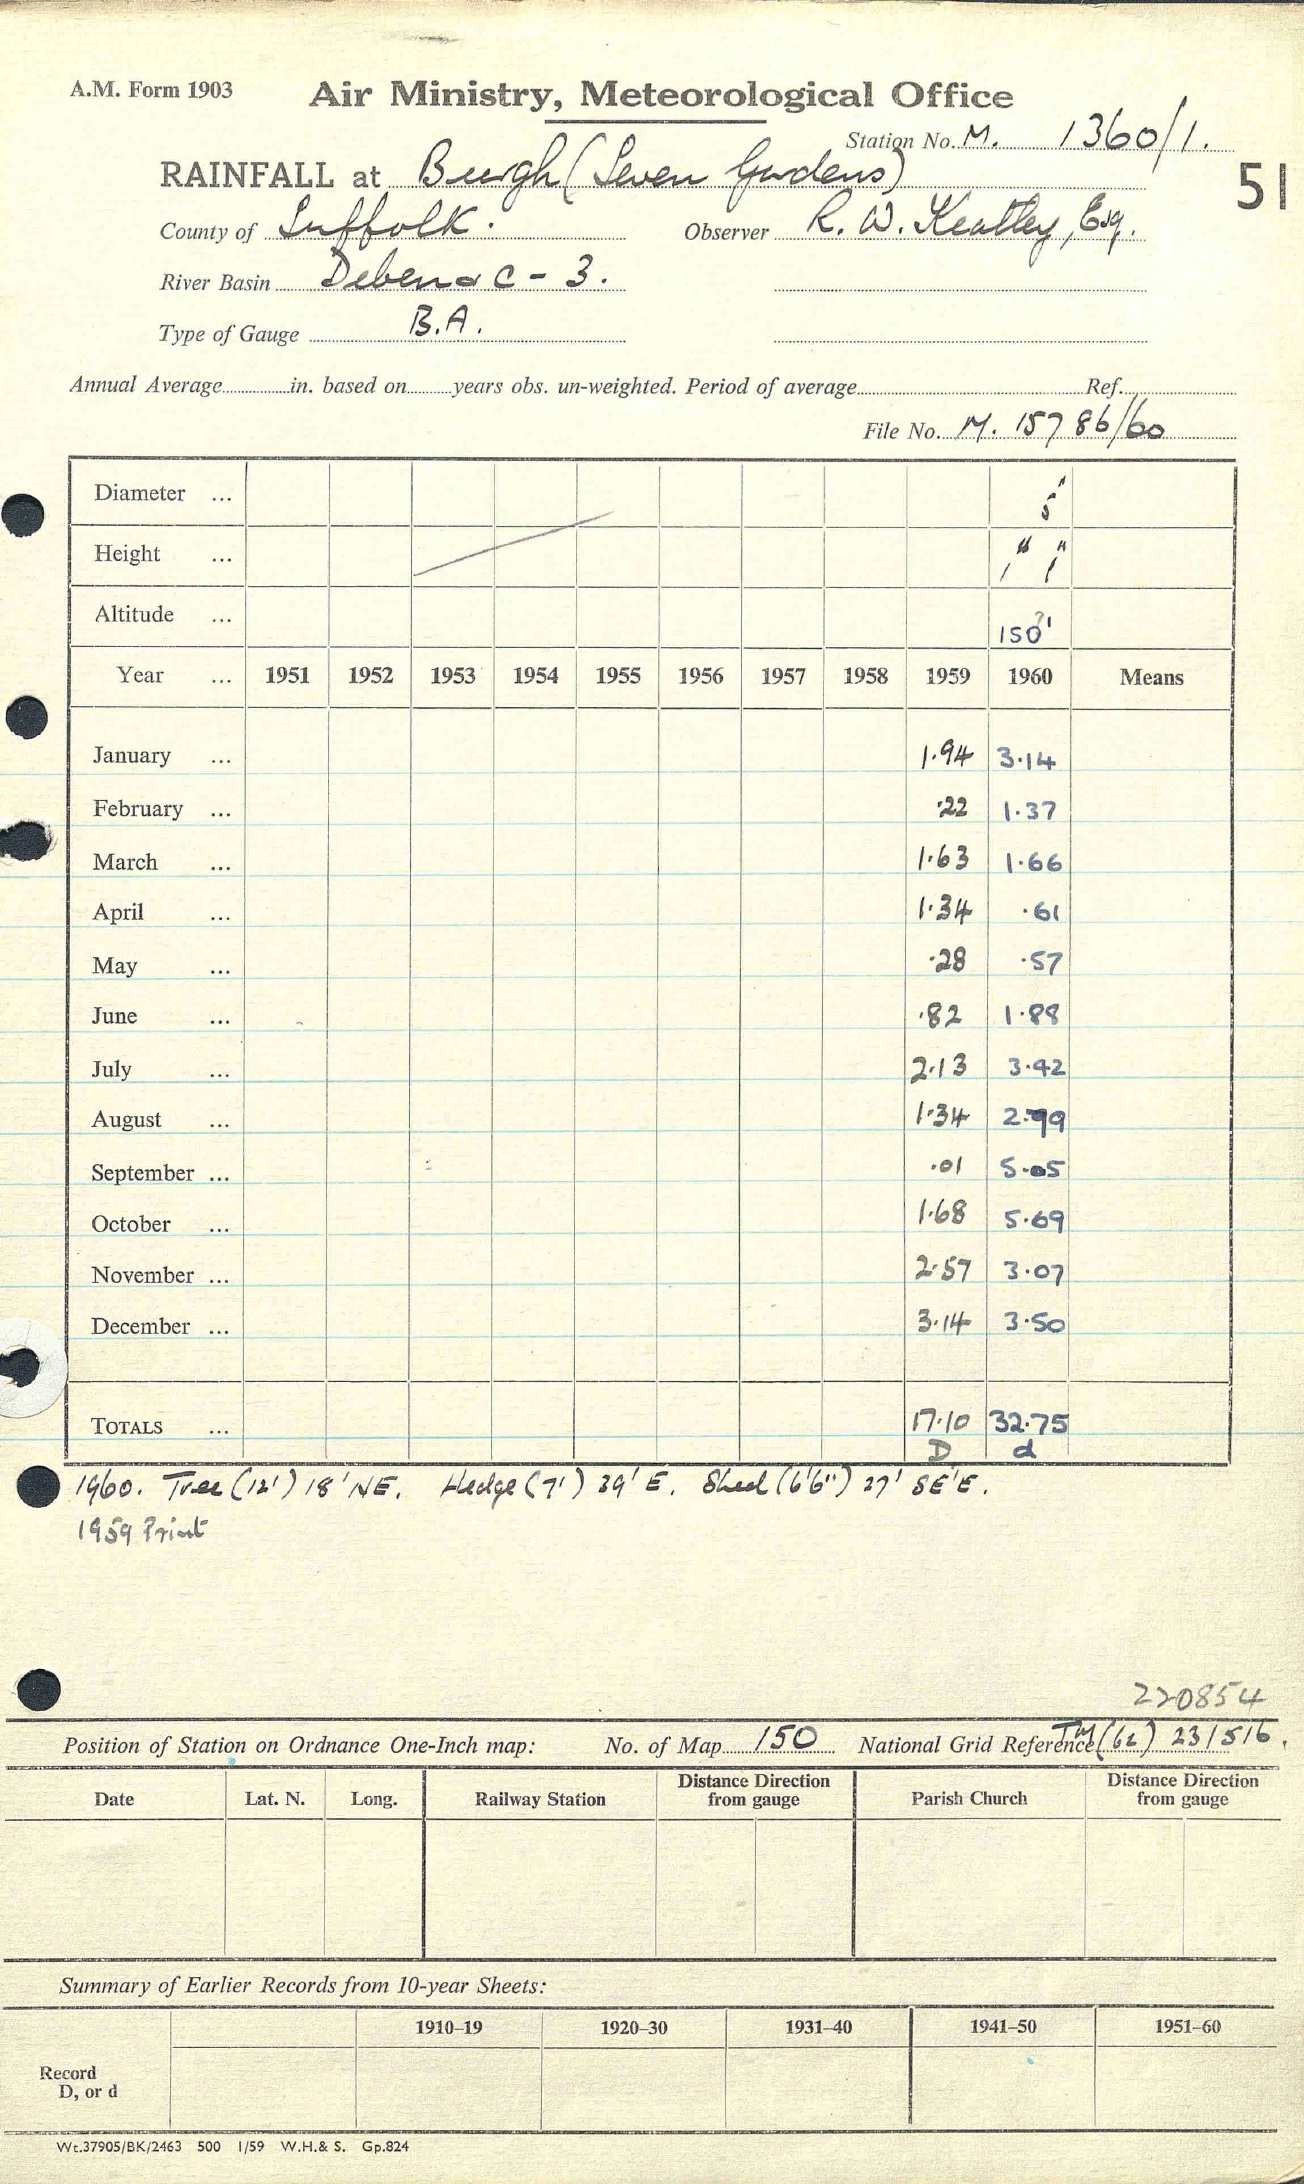 A.M. Form 1903
Air Ministry, Meteorological Office
Station No. M. 1360/1.
51
RAINFALL at Burgh (Seven Gardens)
County of Suffolk. Observer R. W. Keatley, Esq.
River Basin Deben & C - 3.
Type of Gauge B.A.
Annual Average in. based on years obs. un-weighted. Period of average Ref.
File No. M. 15786/60
Diameter ... 5"
Height ... 1" 1"
Altitude ... 150?'
Year ... 1951 1952 1953 1954 1955 1956 1957 1958 1959 1960 Means
January ... 1.94 3.14
February ... .22 1.37
March ... 1.63 1.66
April ... 1.34 .61
May ... .28 .57
June ... .82 1.88
July ... 2.13 3.42
August ... 1.34 2.79
September ... .01 5.05
October ... 1.68 5.69
November ... 2.57 3.07
December ... 3.14 3.50
TOTALS ... 17.10 32.75
D d
1960. Tree (12') 18' NE. Hedge (7') 39' E. Shed (6'6") 27' SE'E.
1959 Print
220854
Position of Station on Ordnance One-Inch map: No. of Map 150 National Grid Reference TM (62) 231516.
Date Lat. N. Long. Railway Station Distance Direction from gauge Parish Church Distance Direction from gauge
Summary of Earlier Records from 10-year Sheets:
1910–19 1920–30 1931–40 1941–50 1951–60
Record
D, or d
Wt.37905/BK/2463 500 1/59 W.H.& S. Gp.824